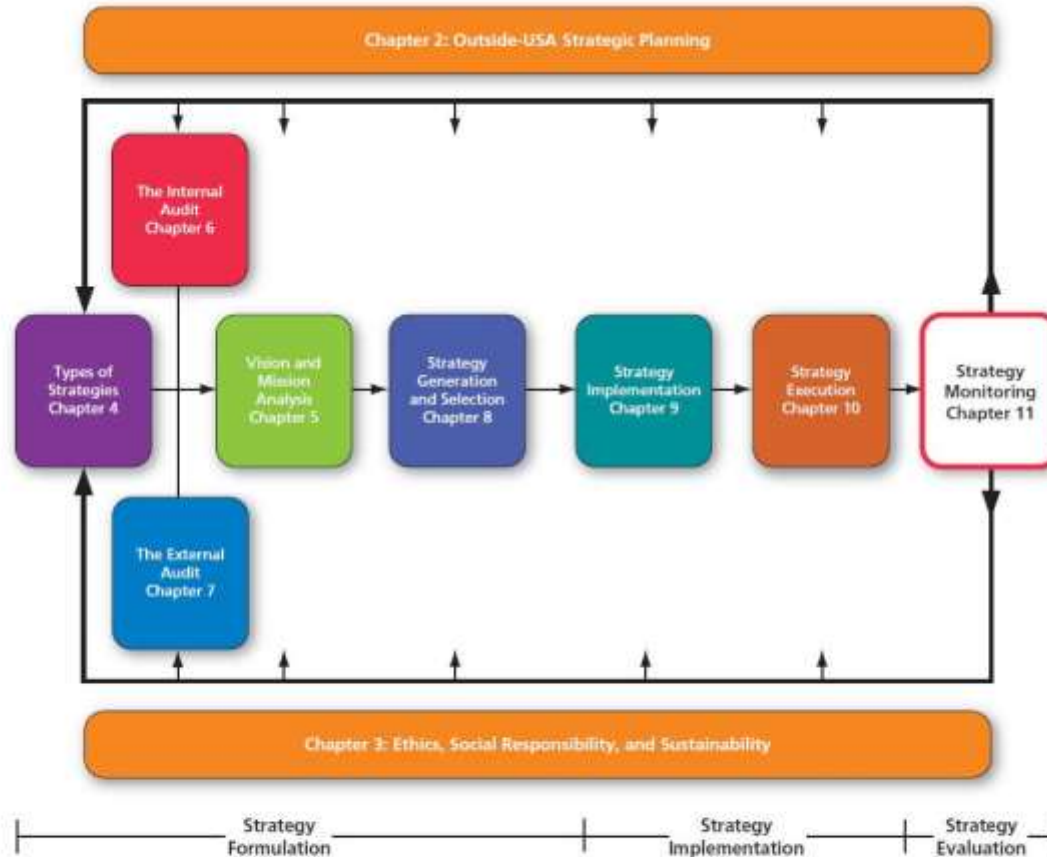 Chapter 2: Outside-USA Strategic Planning
The Internal
Audit
Chapter 6
Types of
Strategies
Chapter 4
Vision and
Mission
Analysis
Chapter 5
Strategy
Generation
and Selection
Chapter 8
Strategy
Implementation
Chapter 9
Strategy
Execution
Chapter 10
Strategy
Monitoring
Chapter 11
The External
Audit
Chapter 7
Chapter 3: Ethics, Social Responsibility, and Sustainability
Strategy
Formulation
Strategy
Implementation
Strategy
Evaluation